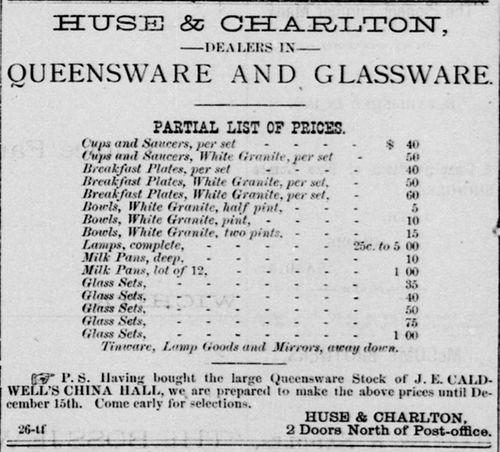 HUSE & CHARLTON,
—DEALERS IN—
QUEENSWARE AND GLASSWARE.
PARTIAL LIST OF PRICES.
Cups and Saucers, per set - - - - $ 40
Cups and Saucers, White Granite, per set - 50
Breakfast Plates, per set - - - - 40
Breakfast Plates, White Granite, per set, - 50
Breakfast Plates, White Granite, per set, - 60
Bowls, White Granite, half pint, - - - 5
Bowls, White Granite, pint, - - - - 10
Bowls, White Granite, two pints, - - - 15
Lamps, complete, - - - - 25c. to 5 00
Milk Pans, deep, - - - - - 10
Milk Pans, lot of 12, - - - - 1 00
Glass Sets, - - - - - - 35
Glass Sets, - - - - - - 40
Glass Sets, - - - - - - 50
Glass Sets, - - - - - - 75
Glass Sets, - - - - - - 1 00
Tinware, Lamp Goods and Mirrors, away down.
☞ P. S. Having bought the large Queensware Stock of J. E. CALD-
WELL'S CHINA HALL, we are prepared to make the above prices until De-
cember 15th. Come early for selections.
HUSE & CHARLTON,
26-tf 2 Doors North of Post-office.